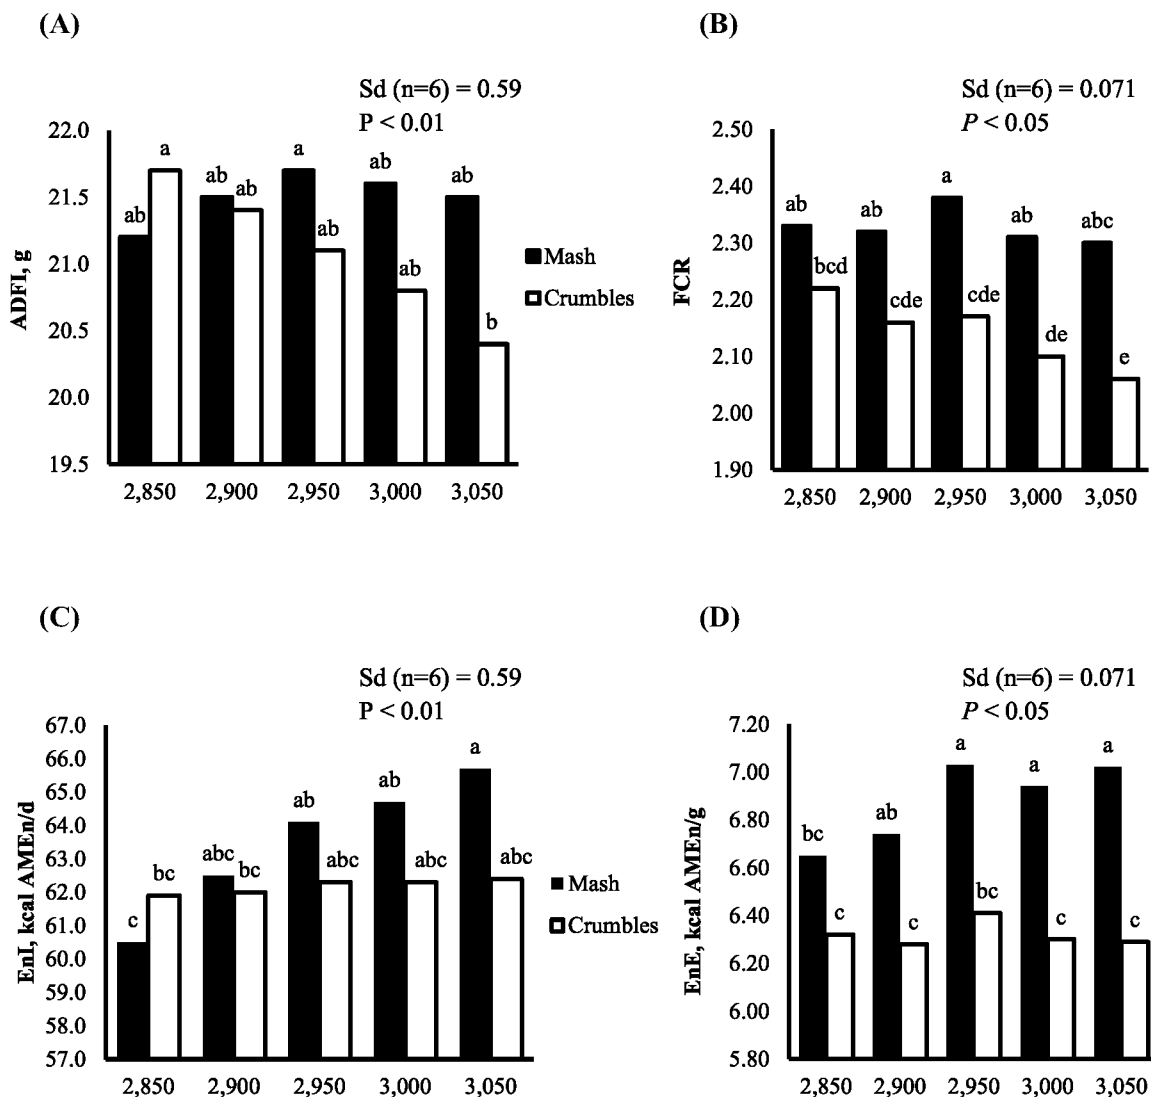 (A)
Sd (n=6) = 0.59
P < 0.01
22.0
21.5
21.0
20.5
20.0
19.5
ADFI, g
ab
a
ab
ab
a
ab
ab
ab
ab
b
2,850 2,900 2,950 3,000 3,050
Mash
Crumbles
(B)
Sd (n=6) = 0.071
P < 0.05
2.50
2.40
2.30
2.20
2.10
2.00
1.90
FCR
ab
bcd
ab
cde
a
cde
ab
de
abc
e
2,850 2,900 2,950 3,000 3,050
(C)
Sd (n=6) = 0.59
P < 0.01
67.0
66.0
65.0
64.0
63.0
62.0
61.0
60.0
59.0
58.0
57.0
EnI, kcal AMEn/d
c
bc
abc
bc
ab
abc
ab
abc
a
abc
2,850 2,900 2,950 3,000 3,050
Mash
Crumbles
(D)
Sd (n=6) = 0.071
P < 0.05
7.20
7.00
6.80
6.60
6.40
6.20
6.00
5.80
EnE, kcal AMEn/g
bc
c
ab
c
a
bc
a
c
a
c
2,850 2,900 2,950 3,000 3,050